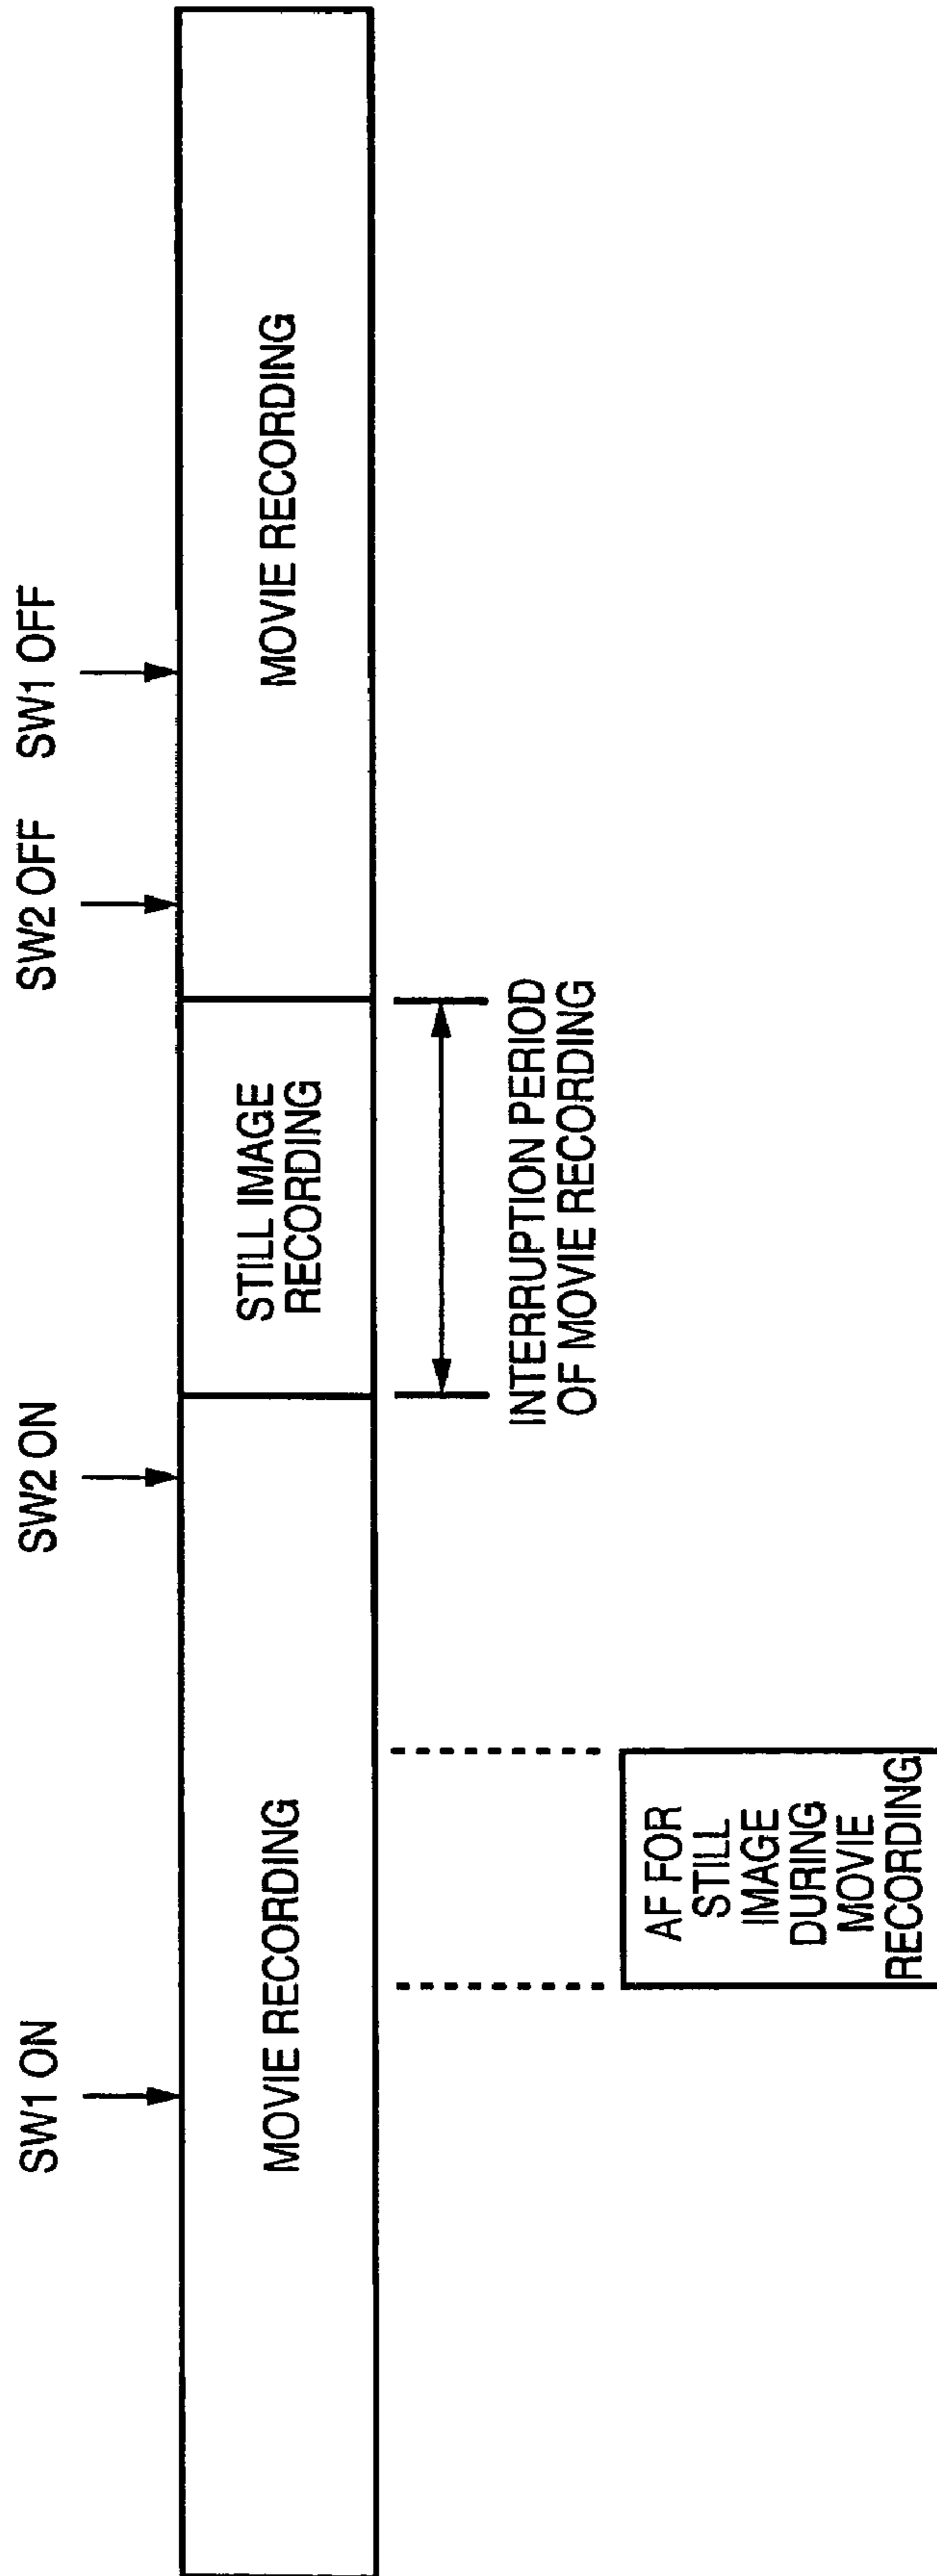 SW1 ON
SW2 ON
SW2 OFF
SW1 OFF
MOVIE RECORDING
STILL IMAGE
RECORDING
MOVIE RECORDING
INTERRUPTION PERIOD
OF MOVIE RECORDING
AF FOR
STILL
IMAGE
DURING
MOVIE
RECORDING